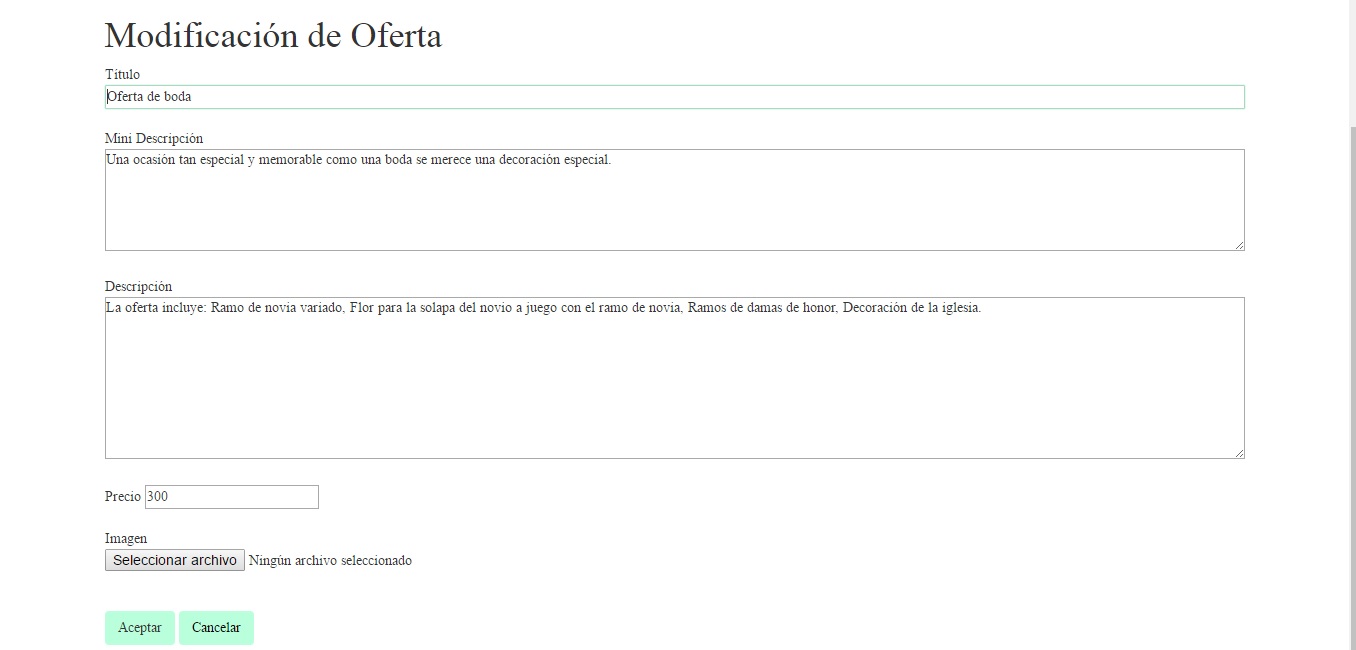 Modificación de Oferta
Título
Oferta de boda
Mini Descripción
Una ocasión tan especial y memorable como una boda se merece una decoración especial.
Descripción
La oferta incluye: Ramo de novia variado, Flor para la solapa del novio a juego con el ramo de novia, Ramos de damas de honor, Decoración de la iglesia.
Precio 300
Imagen
Seleccionar archivo Ningún archivo seleccionado
Aceptar Cancelar